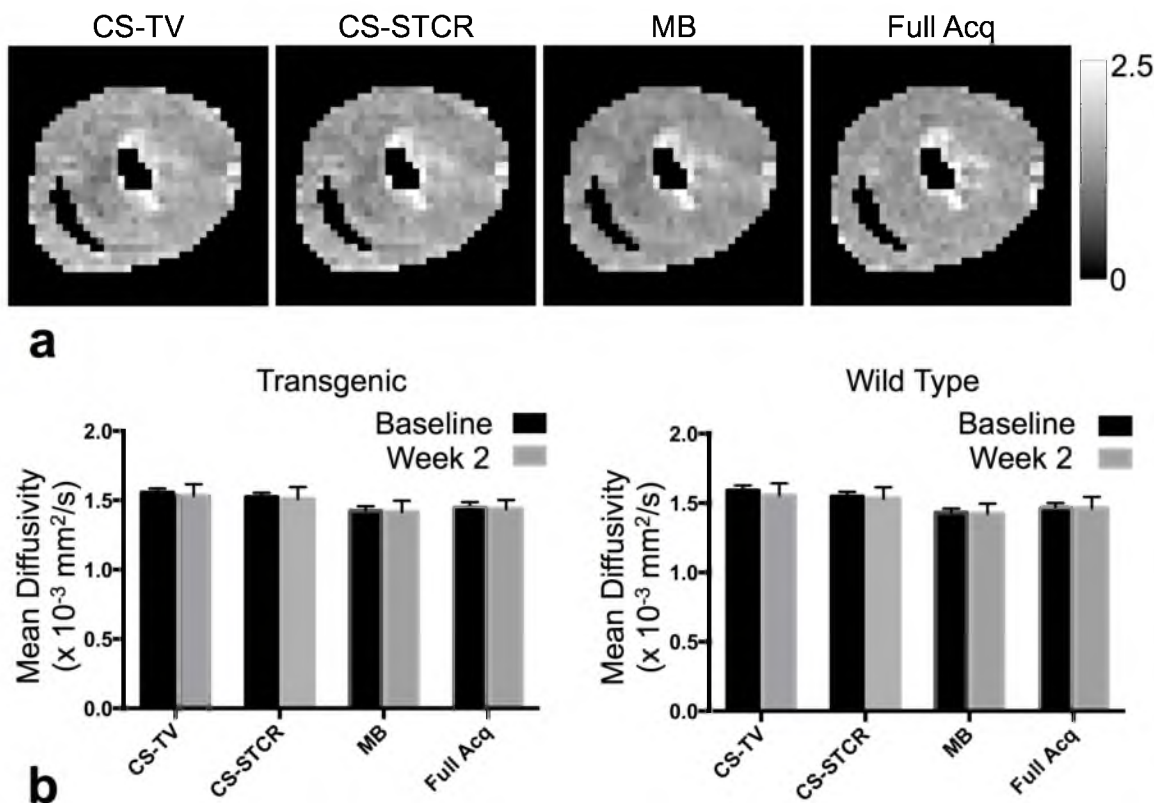 CS-TV CS-STCR MB Full Acq
2.5
0
a
Transgenic
Baseline
Week 2
Mean Diffusivity
(x 10-3 mm2/s)
2.0
1.5
1.0
0.5
0.0
CS-TV
CS-STCR
MB
Full Acq
Wild Type
Baseline
Week 2
Mean Diffusivity
(x 10-3 mm2/s)
2.0
1.5
1.0
0.5
0.0
CS-TV
CS-STCR
MB
Full Acq
b